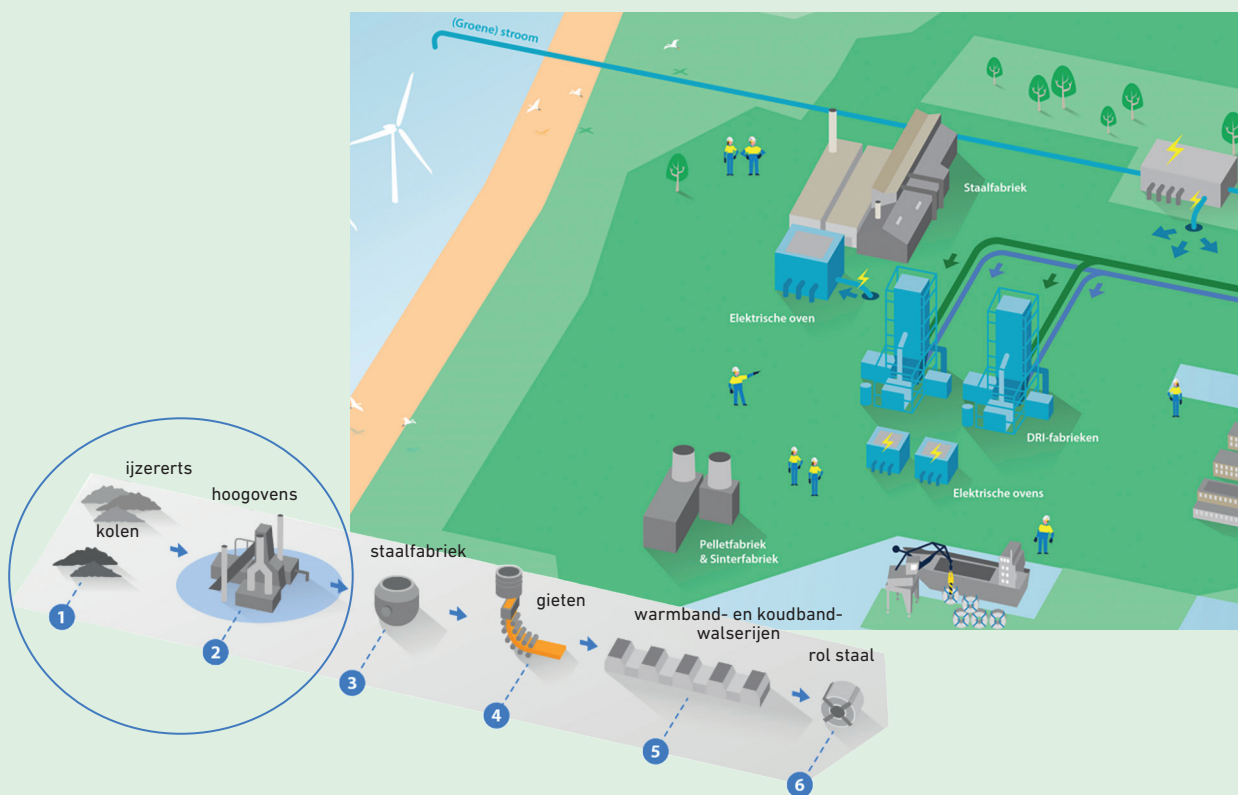 (Groene) stroom
Staalfabriek
Elektrische oven
DRI-fabrieken
Elektrische ovens
Pelletfabriek
& Sinterfabriek
ijzererts
hoogovens
kolen
staalfabriek
gieten
warmband- en koudband-
walserijen
rol staal
1
2
3
4
5
6